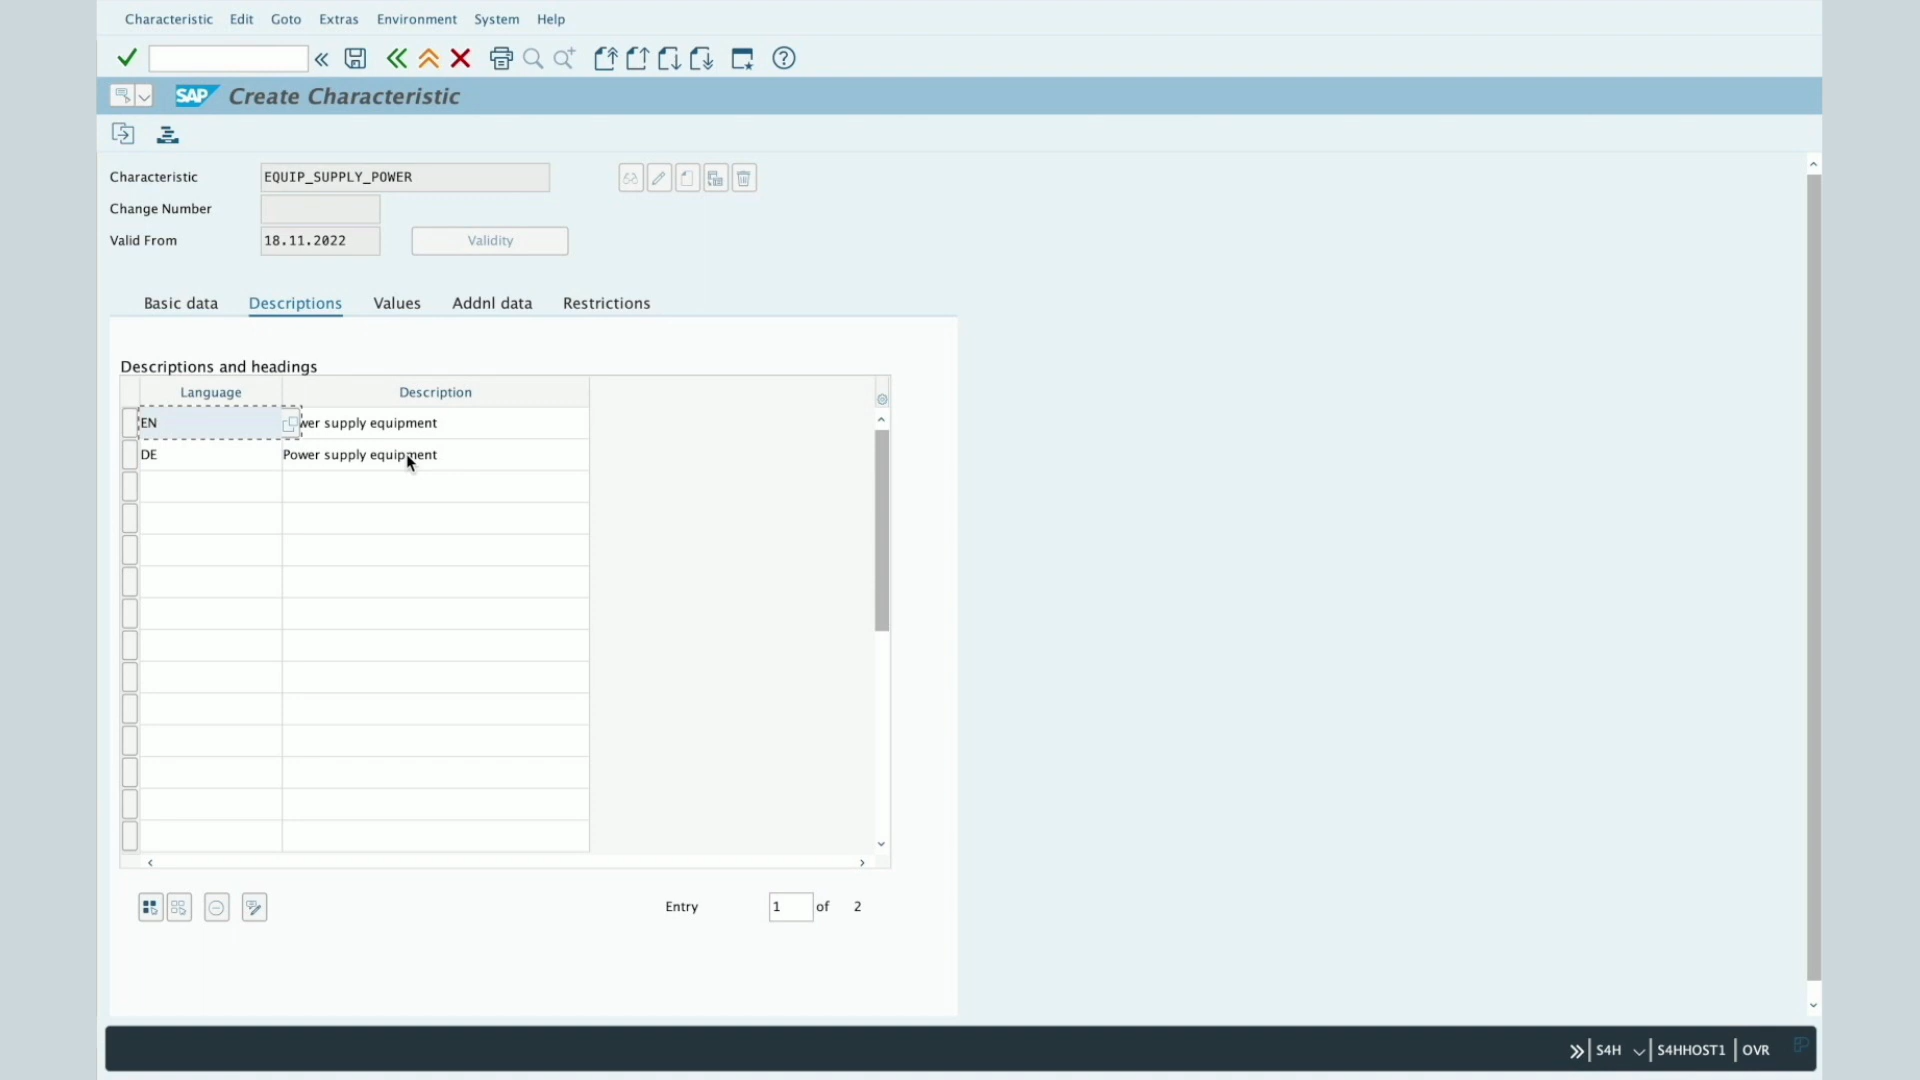 Characteristic Edit Goto Extras Environment System Help
SAP Create Characteristic
Characteristic EQUIP_SUPPLY_POWER
Change Number
Valid From 18.11.2022 Validity
Basic data Descriptions Values Addnl data Restrictions
Descriptions and headings
Language Description
EN wer supply equipment
DE Power supply equipment
Entry 1 of 2
S4H S4HHOST1 OVR